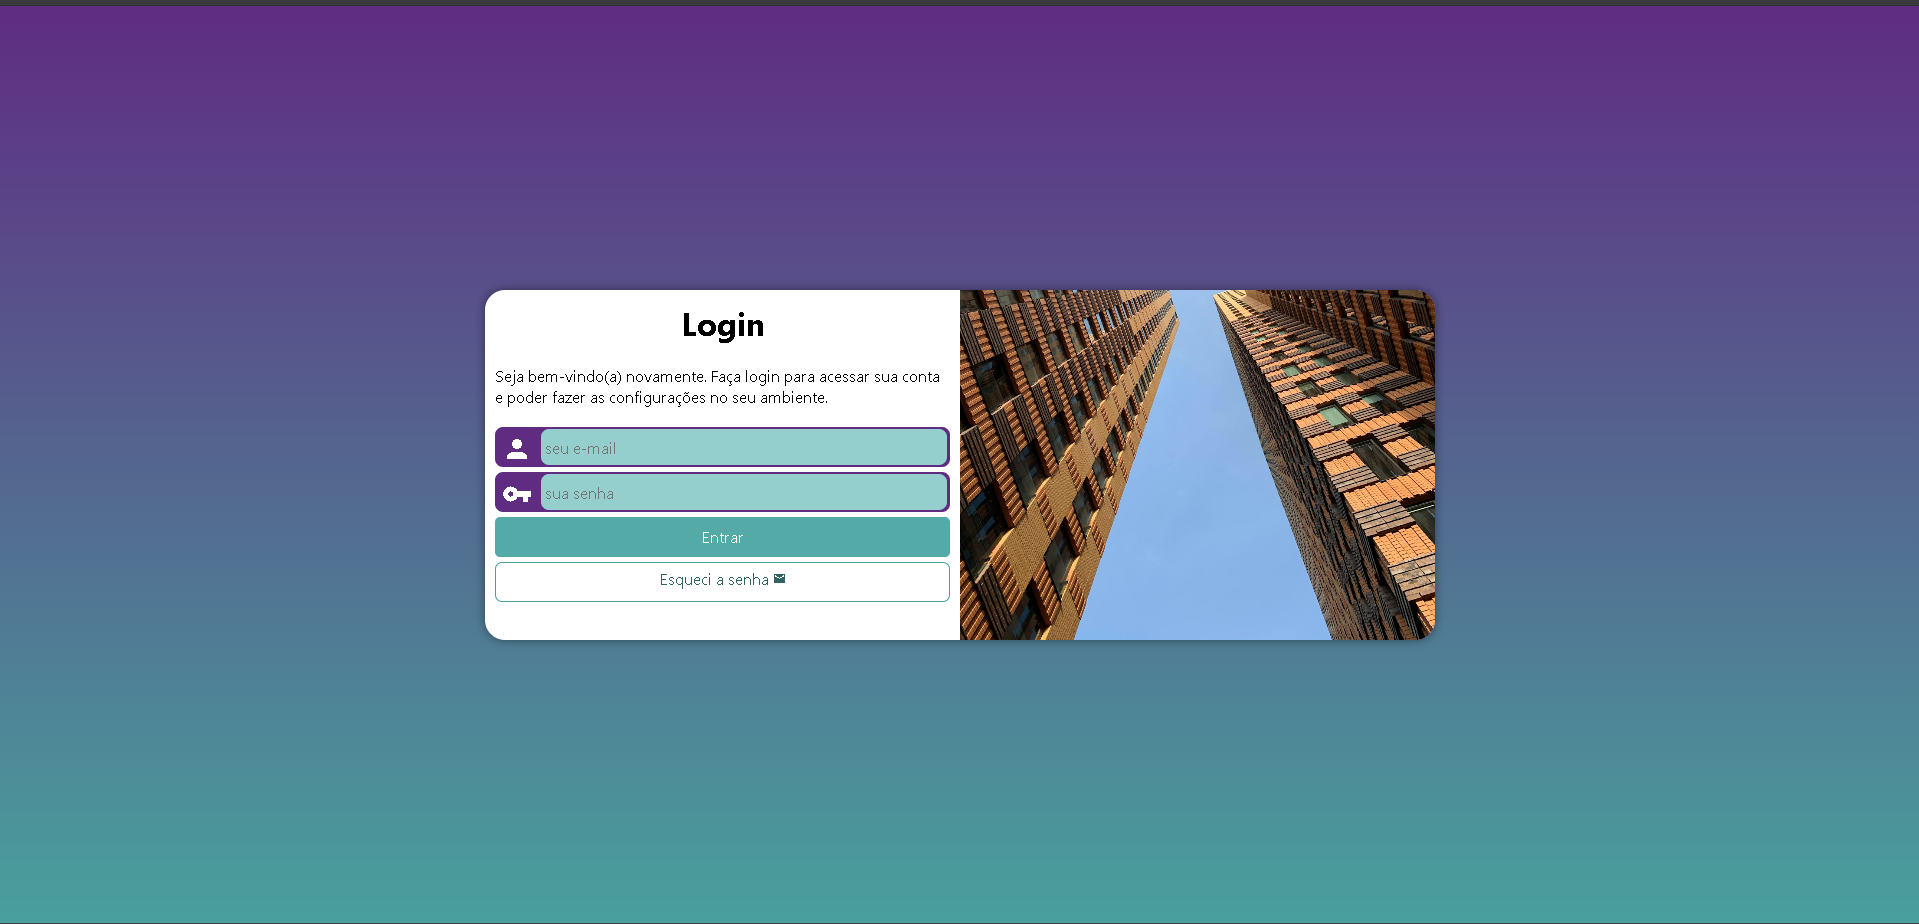 Login
Seja bem-vindo(a) novamente. Faça login para acessar sua conta
e poder fazer as configurações no seu ambiente.
seu e-mail
sua senha
Entrar
Esqueci a senha